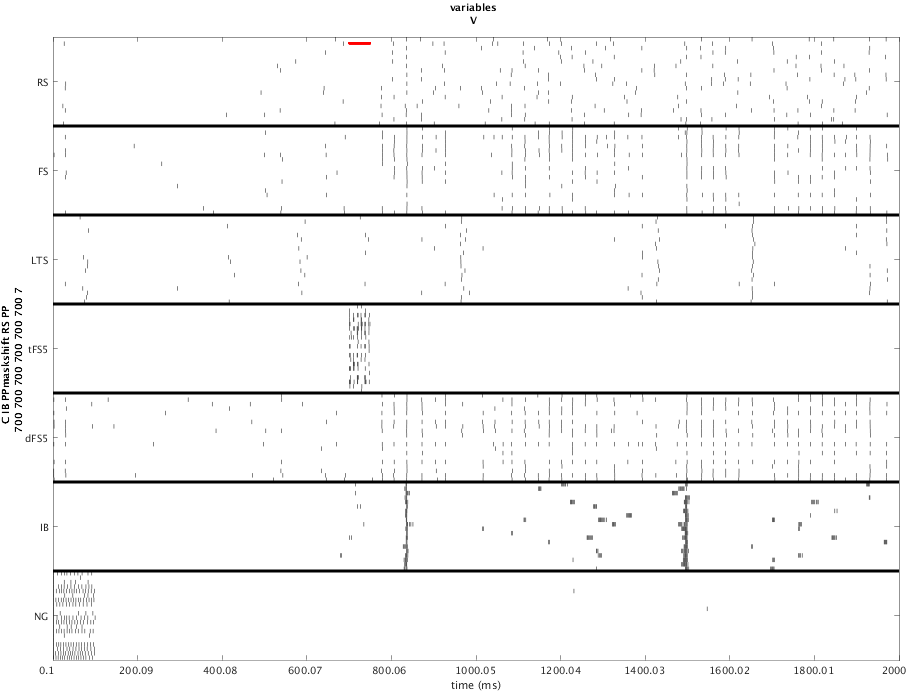 variables
V
RS
FS
LTS
tFS5
dFS5
IB
NG
C IB PPmaskshift RS PP
700 700 700 700 700 700 7
0.1 200.09 400.08 600.07 800.06 1000.05 1200.04 1400.03 1600.02 1800.01 2000
time (ms)